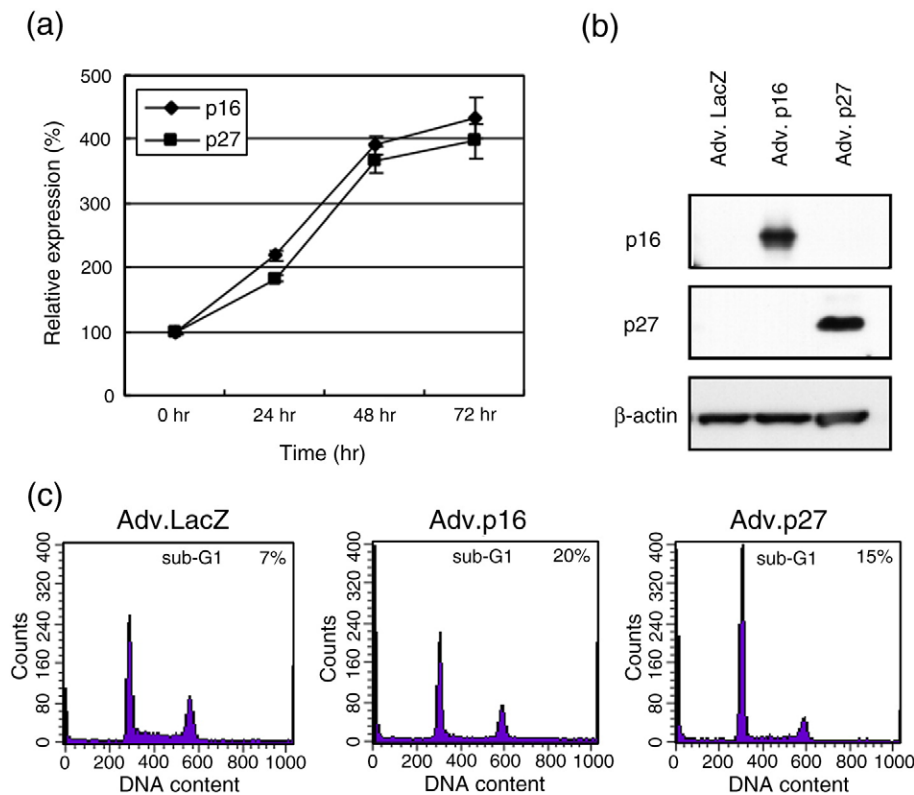 (a)
500
400
300
200
100
0
Relative expression (%)
p16
p27
0 hr
24 hr
48 hr
72 hr
Time (hr)
(b)
Adv. LacZ
Adv. p16
Adv. p27
p16
p27
β-actin
(c)
Adv.LacZ
sub-G1 7%
Counts
400
320
240
160
80
0
0 200 400 600 800 1000
DNA content
Adv.p16
sub-G1 20%
Counts
400
320
240
160
80
0
0 200 400 600 800 1000
DNA content
Adv.p27
sub-G1 15%
Counts
400
320
240
160
80
0
0 200 400 600 800 1000
DNA content